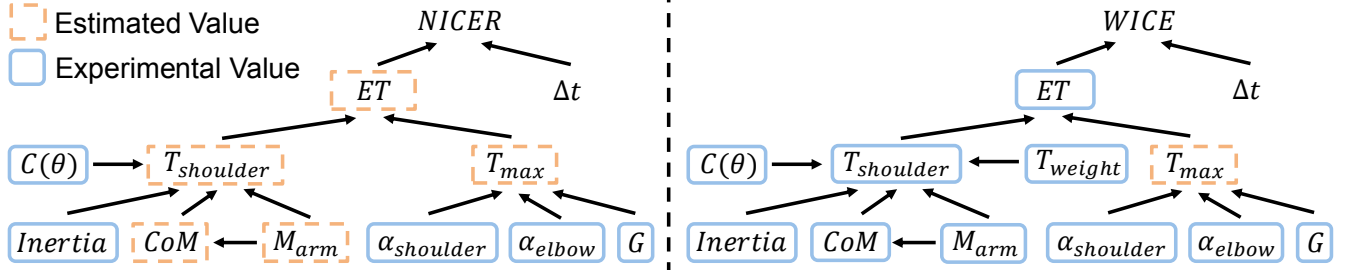 Estimated Value
Experimental Value
NICER
ET
Δt
C(θ)
T_shoulder
T_max
Inertia
CoM
M_arm
α_shoulder
α_elbow
G
WICE
ET
Δt
C(θ)
T_shoulder
T_weight
T_max
Inertia
CoM
M_arm
α_shoulder
α_elbow
G